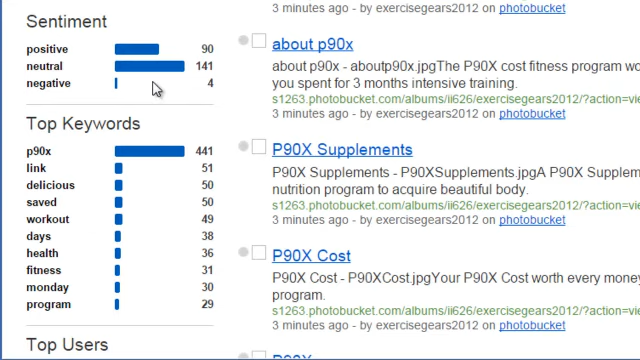 Sentiment
positive 90
neutral 141
negative 4
Top Keywords
p90x 441
link 51
delicious 50
saved 50
workout 49
days 38
health 36
fitness 31
monday 30
program 29
Top Users
3 minutes ago - by exercisegears2012 on photobucket
about p90x
about p90x - aboutp90x.jpgThe P90X cost fitness program wo
you spent for 3 months intensive training.
s1263.photobucket.com/albums/ii626/exercisegears2012/?action=vie
3 minutes ago - by exercisegears2012 on photobucket
P90X Supplements
P90X Supplements - P90XSupplements.jpgA P90X Supplem
nutrition program to acquire beautiful body.
s1263.photobucket.com/albums/ii626/exercisegears2012/?action=vie
3 minutes ago - by exercisegears2012 on photobucket
P90X Cost
P90X Cost - P90XCost.jpgYour P90X Cost worth every money
program.
s1263.photobucket.com/albums/ii626/exercisegears2012/?action=vie
3 minutes ago - by exercisegears2012 on photobucket
P90X